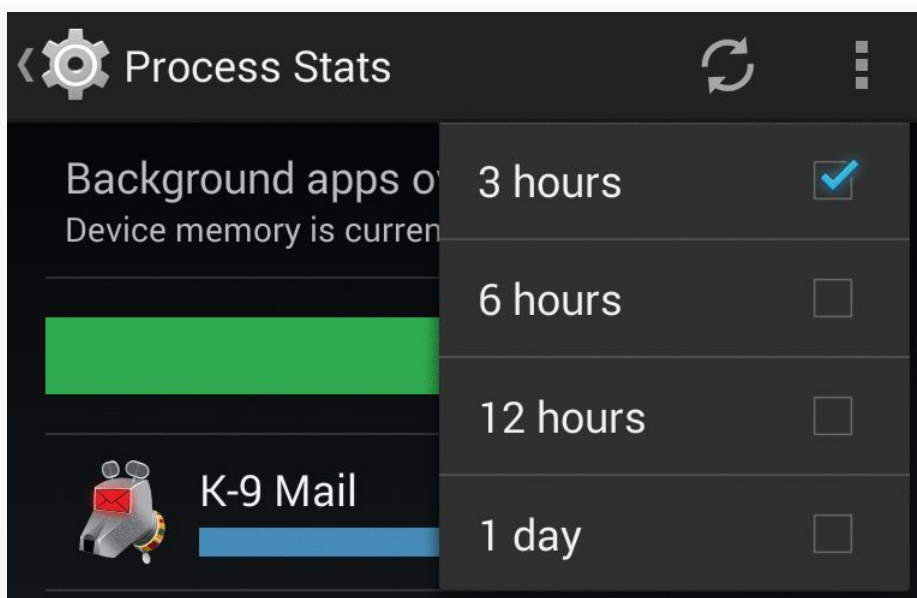 Process Stats
Background apps o
Device memory is curren
3 hours
6 hours
12 hours
K-9 Mail
1 day